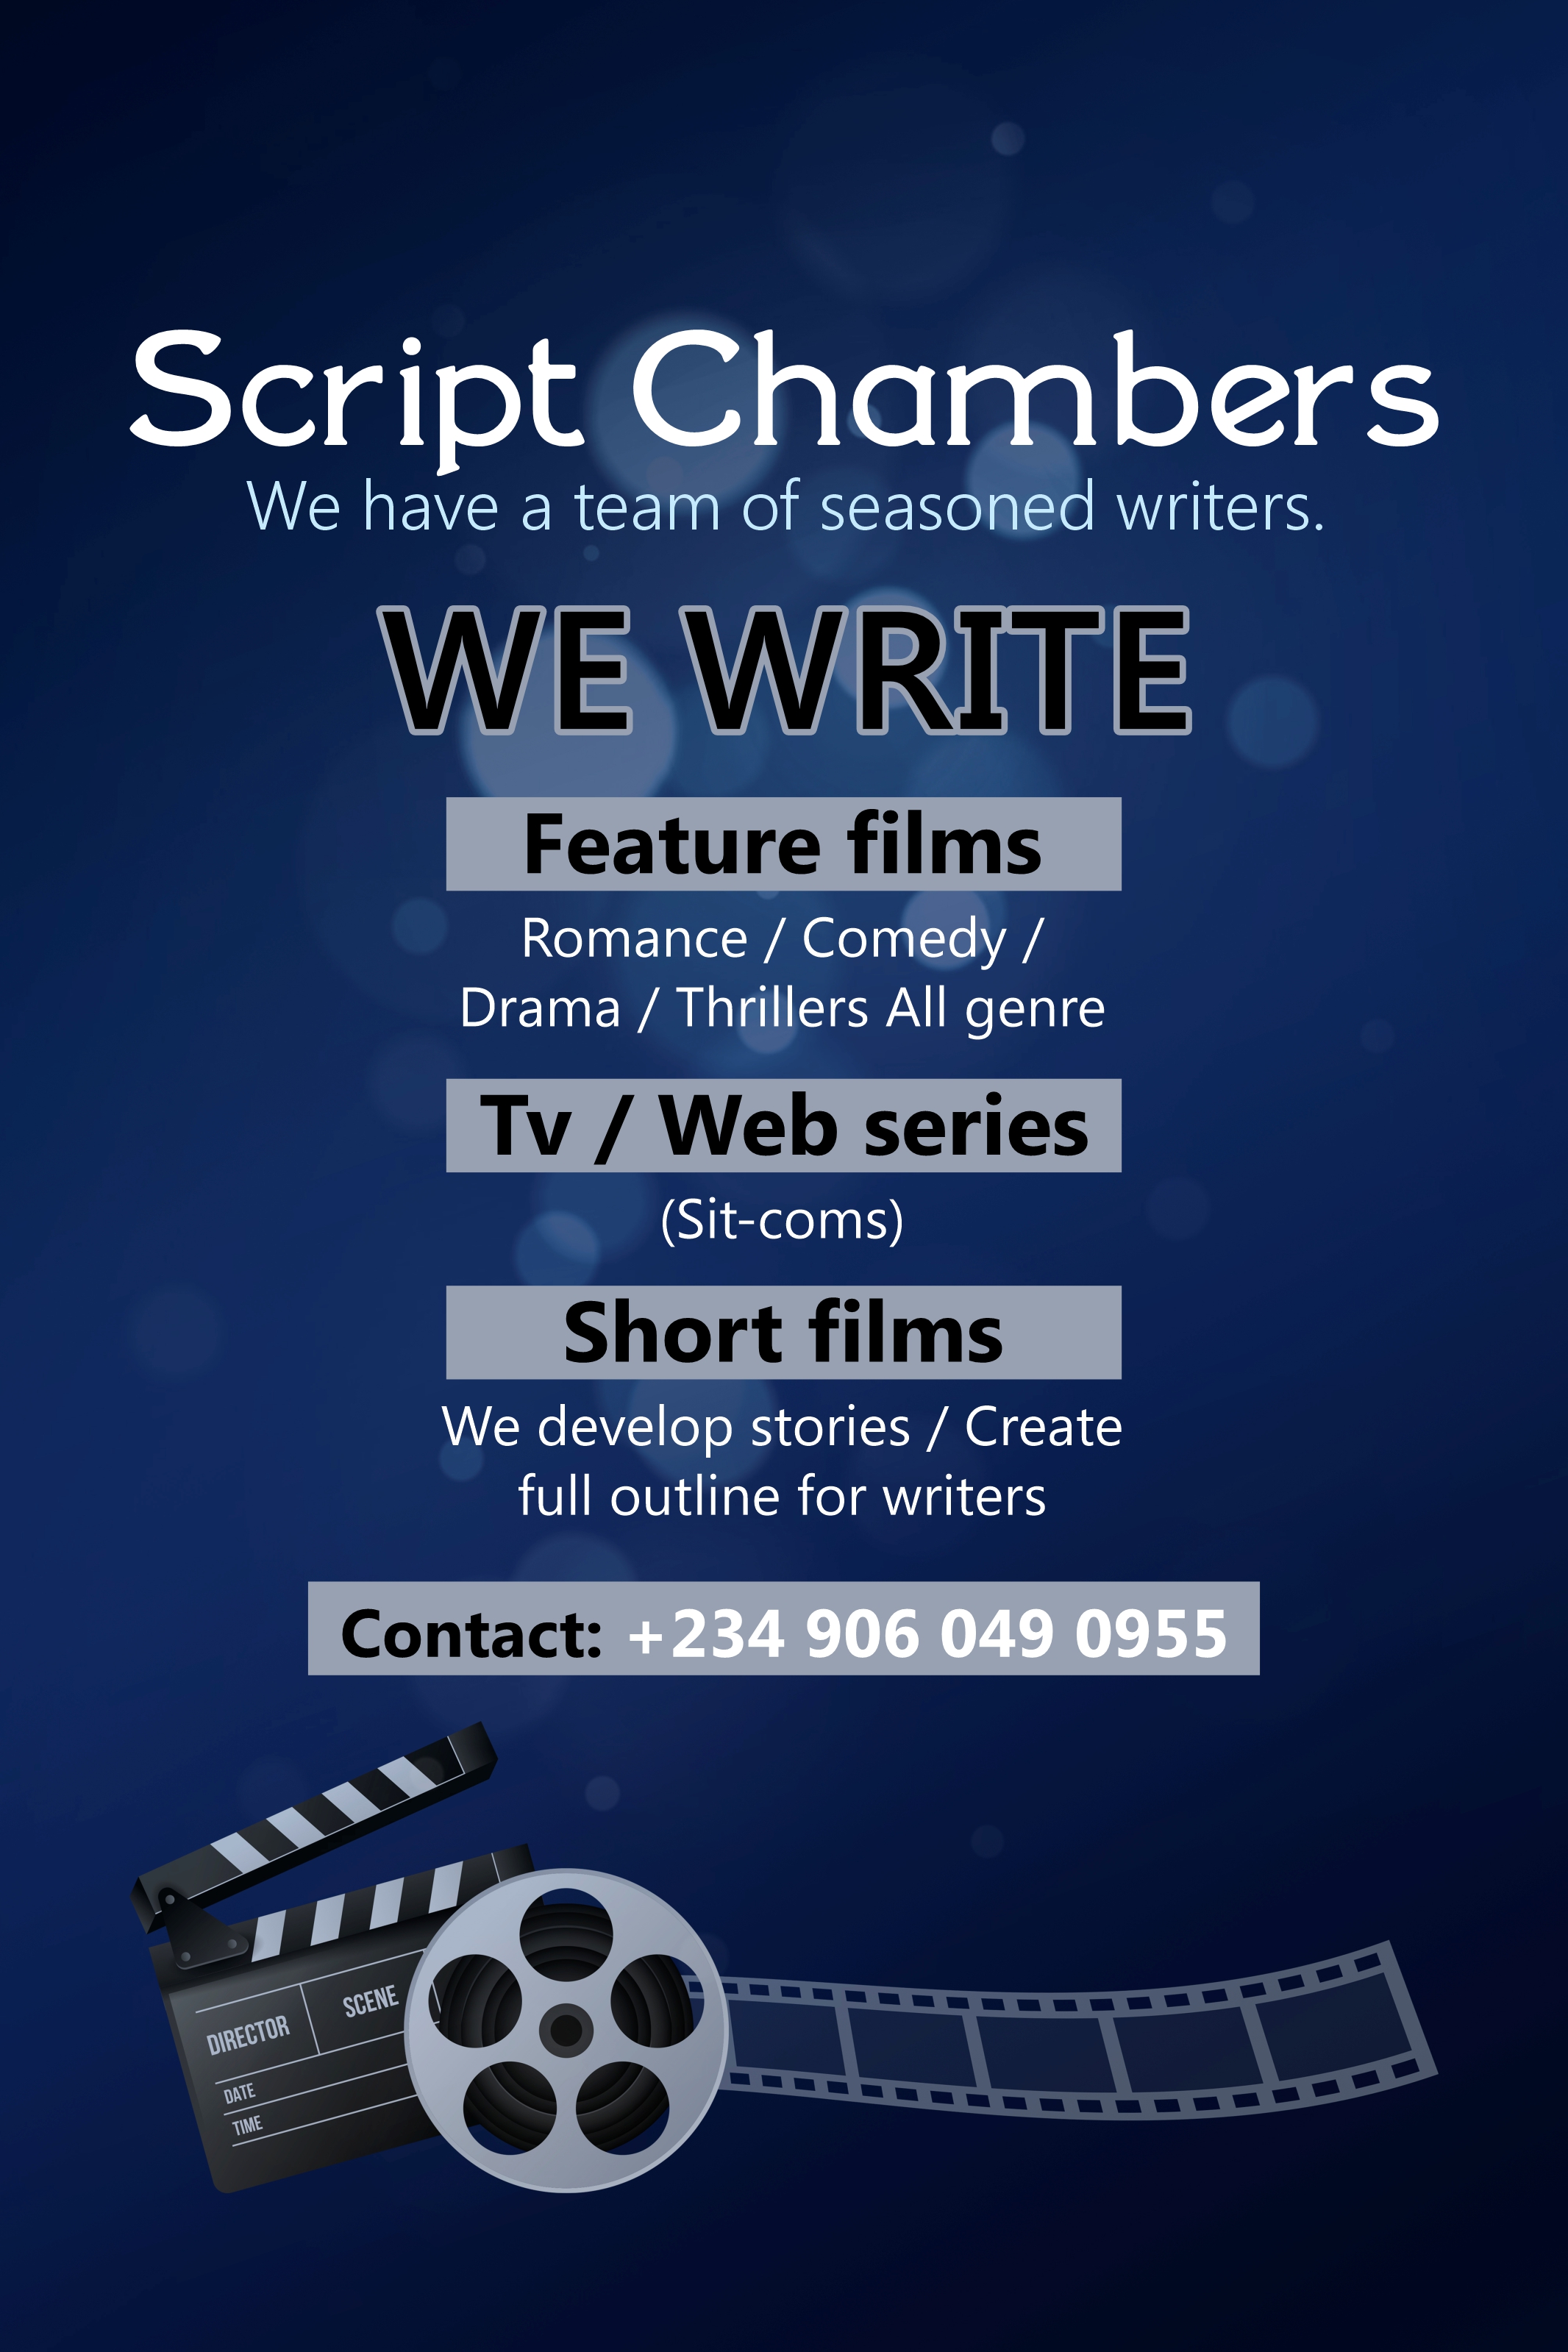 Script Chambers
We have a team of seasoned writers.
WE WRITE
Feature films
Romance / Comedy /
Drama / Thrillers All genre
Tv / Web series
(Sit-coms)
Short films
We develop stories / Create
full outline for writers
Contact: +234 906 049 0955
DIRECTOR SCENE
DATE
TIME